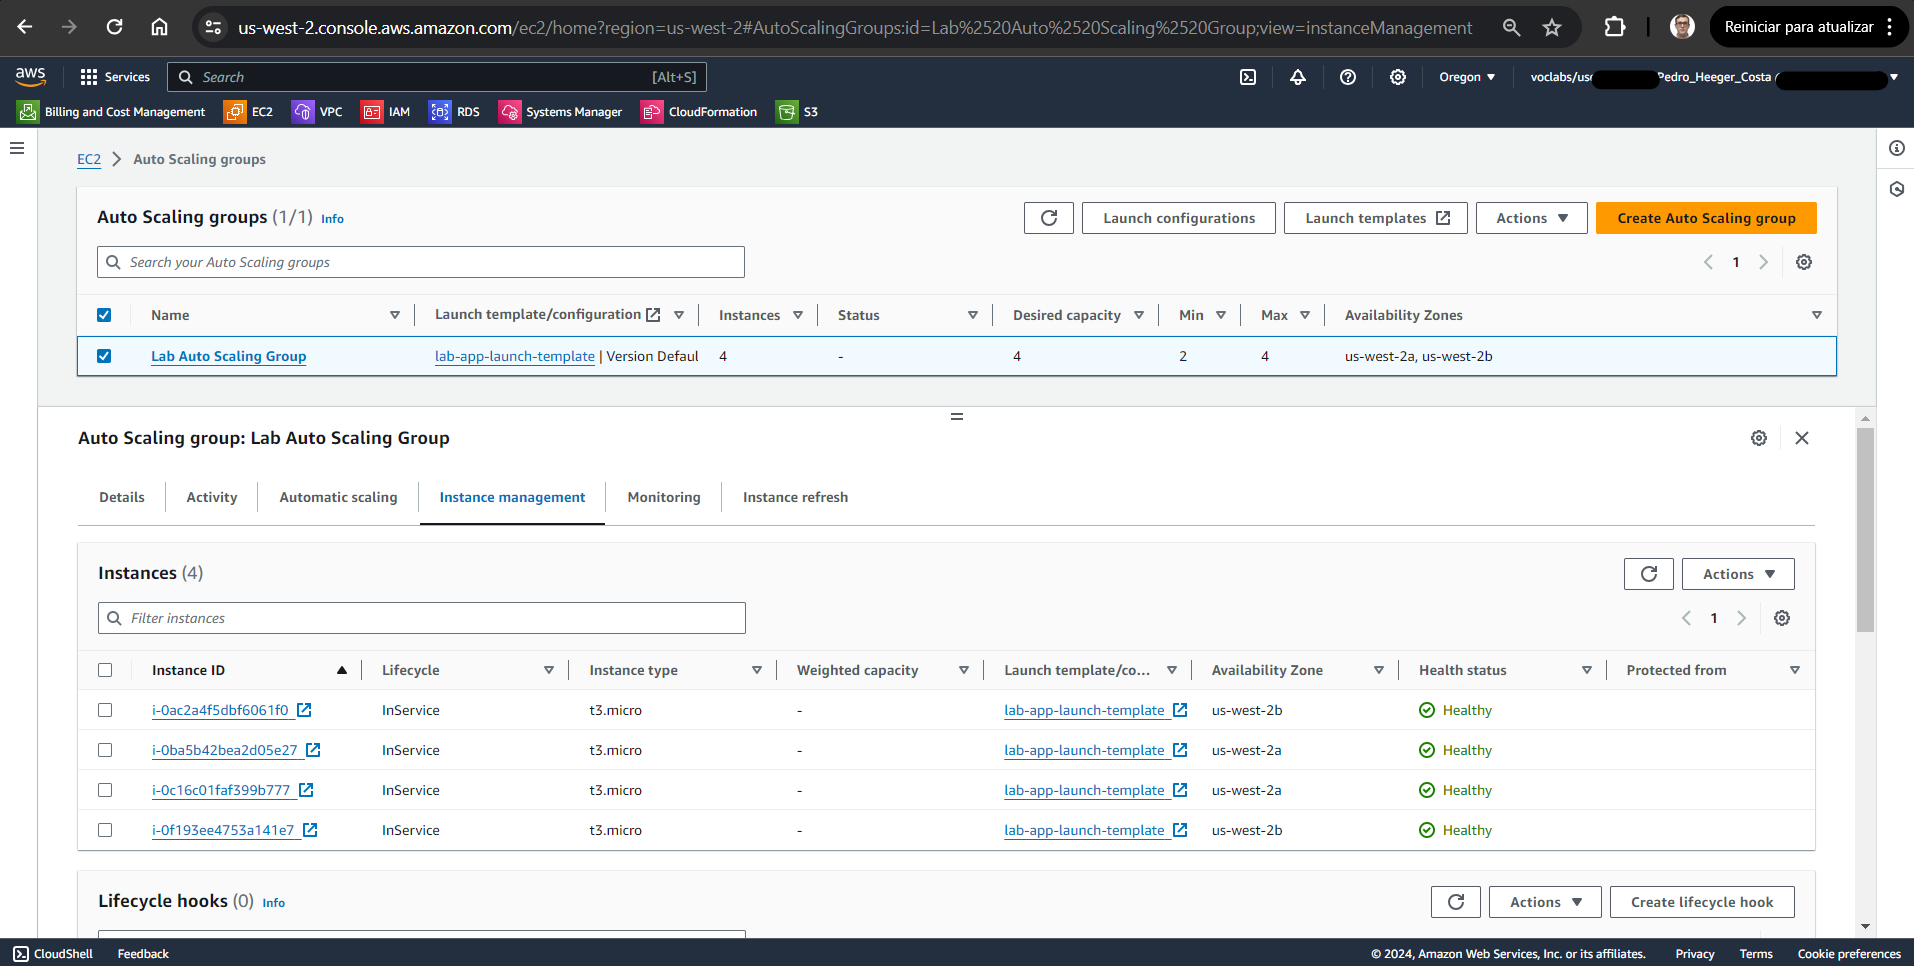 us-west-2.console.aws.amazon.com/ec2/home?region=us-west-2#AutoScalingGroups:id=Lab%2520Auto%2520Scaling%2520Group;view=instanceManagement Reiniciar para atualizar
aws Services Search [Alt+S] Oregon voclabs/use Pedro_Heeger_Costa
Billing and Cost Management EC2 VPC IAM RDS Systems Manager CloudFormation S3
EC2 Auto Scaling groups
Auto Scaling groups (1/1) Info Launch configurations Launch templates Actions Create Auto Scaling group
Search your Auto Scaling groups 1
Name Launch template/configuration Instances Status Desired capacity Min Max Availability Zones
Lab Auto Scaling Group lab-app-launch-template | Version Defaul 4 - 4 2 4 us-west-2a, us-west-2b
Auto Scaling group: Lab Auto Scaling Group
Details Activity Automatic scaling Instance management Monitoring Instance refresh
Instances (4) Actions
Filter instances 1
Instance ID Lifecycle Instance type Weighted capacity Launch template/co... Availability Zone Health status Protected from
i-0ac2a4f5dbf6061f0 InService t3.micro - lab-app-launch-template us-west-2b Healthy
i-0ba5b42bea2d05e27 InService t3.micro - lab-app-launch-template us-west-2a Healthy
i-0c16c01faf399b777 InService t3.micro - lab-app-launch-template us-west-2a Healthy
i-0f193ee4753a141e7 InService t3.micro - lab-app-launch-template us-west-2b Healthy
Lifecycle hooks (0) Info Actions Create lifecycle hook
CloudShell Feedback © 2024, Amazon Web Services, Inc. or its affiliates. Privacy Terms Cookie preferences